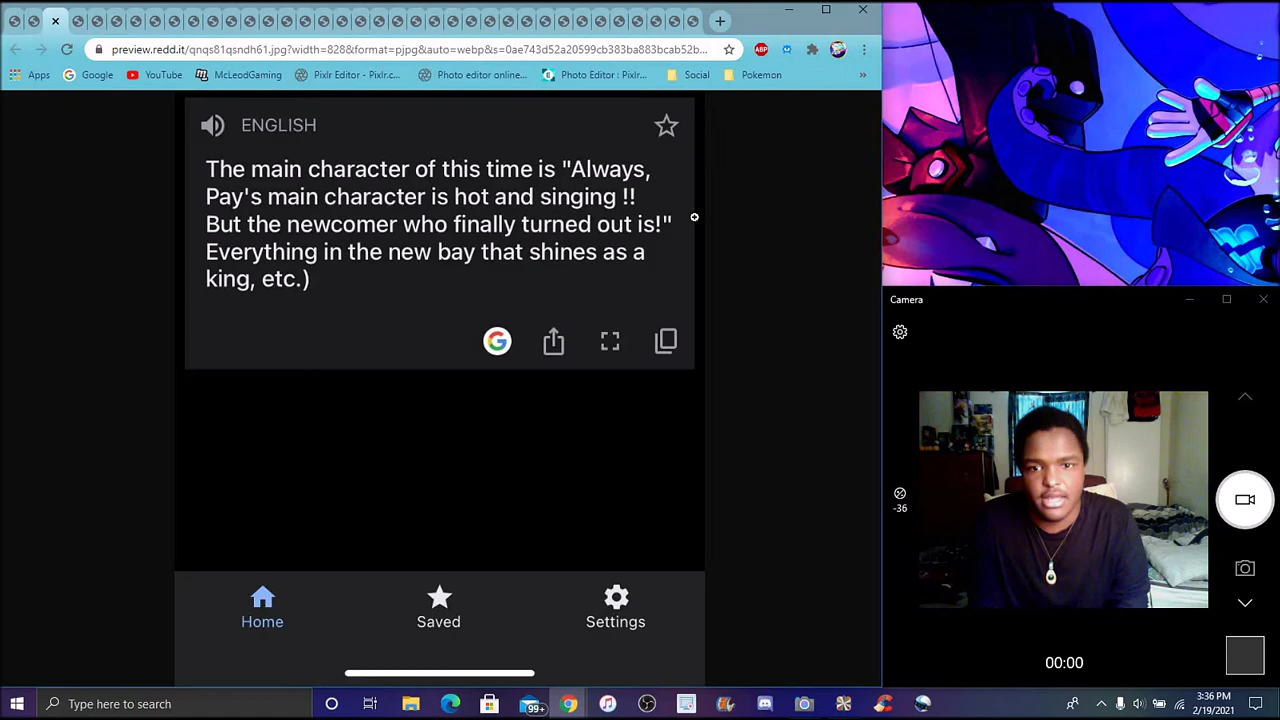 preview.redd.it/qnqs81qsndh61.jpg?width=828&format=pjpg&auto=webp&s=0ae743d52a20599cb383ba883bcab52b...
ABP
Apps
Google
YouTube
McLeodGaming
Pixlr Editor - Pixlr.c...
Photo editor online...
Photo Editor : Pixlr...
Social
Pokemon
»
ENGLISH
The main character of this time is "Always,
Pay's main character is hot and singing !!
But the newcomer who finally turned out is!"
Everything in the new bay that shines as a
king, etc.)
Home
Saved
Settings
Camera
-36
00:00
Type here to search
99+
3:36 PM
2/19/2021